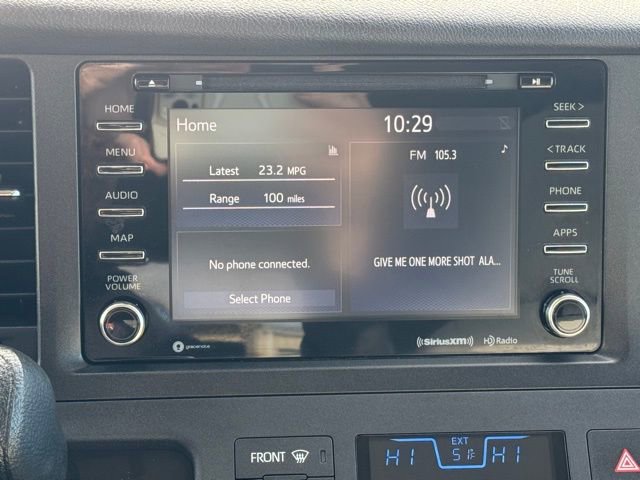 HOME
MENU
AUDIO
MAP
POWER
VOLUME
Home
10:29
Latest 23.2 MPG
Range 100 miles
No phone connected.
Select Phone
FM 105.3
GIVE ME ONE MORE SHOT ALA...
SEEK >
< TRACK
PHONE
APPS
TUNE
SCROLL
gracenote
((SiriusXM))
HD Radio
FRONT
HI
EXT
51°F
HI